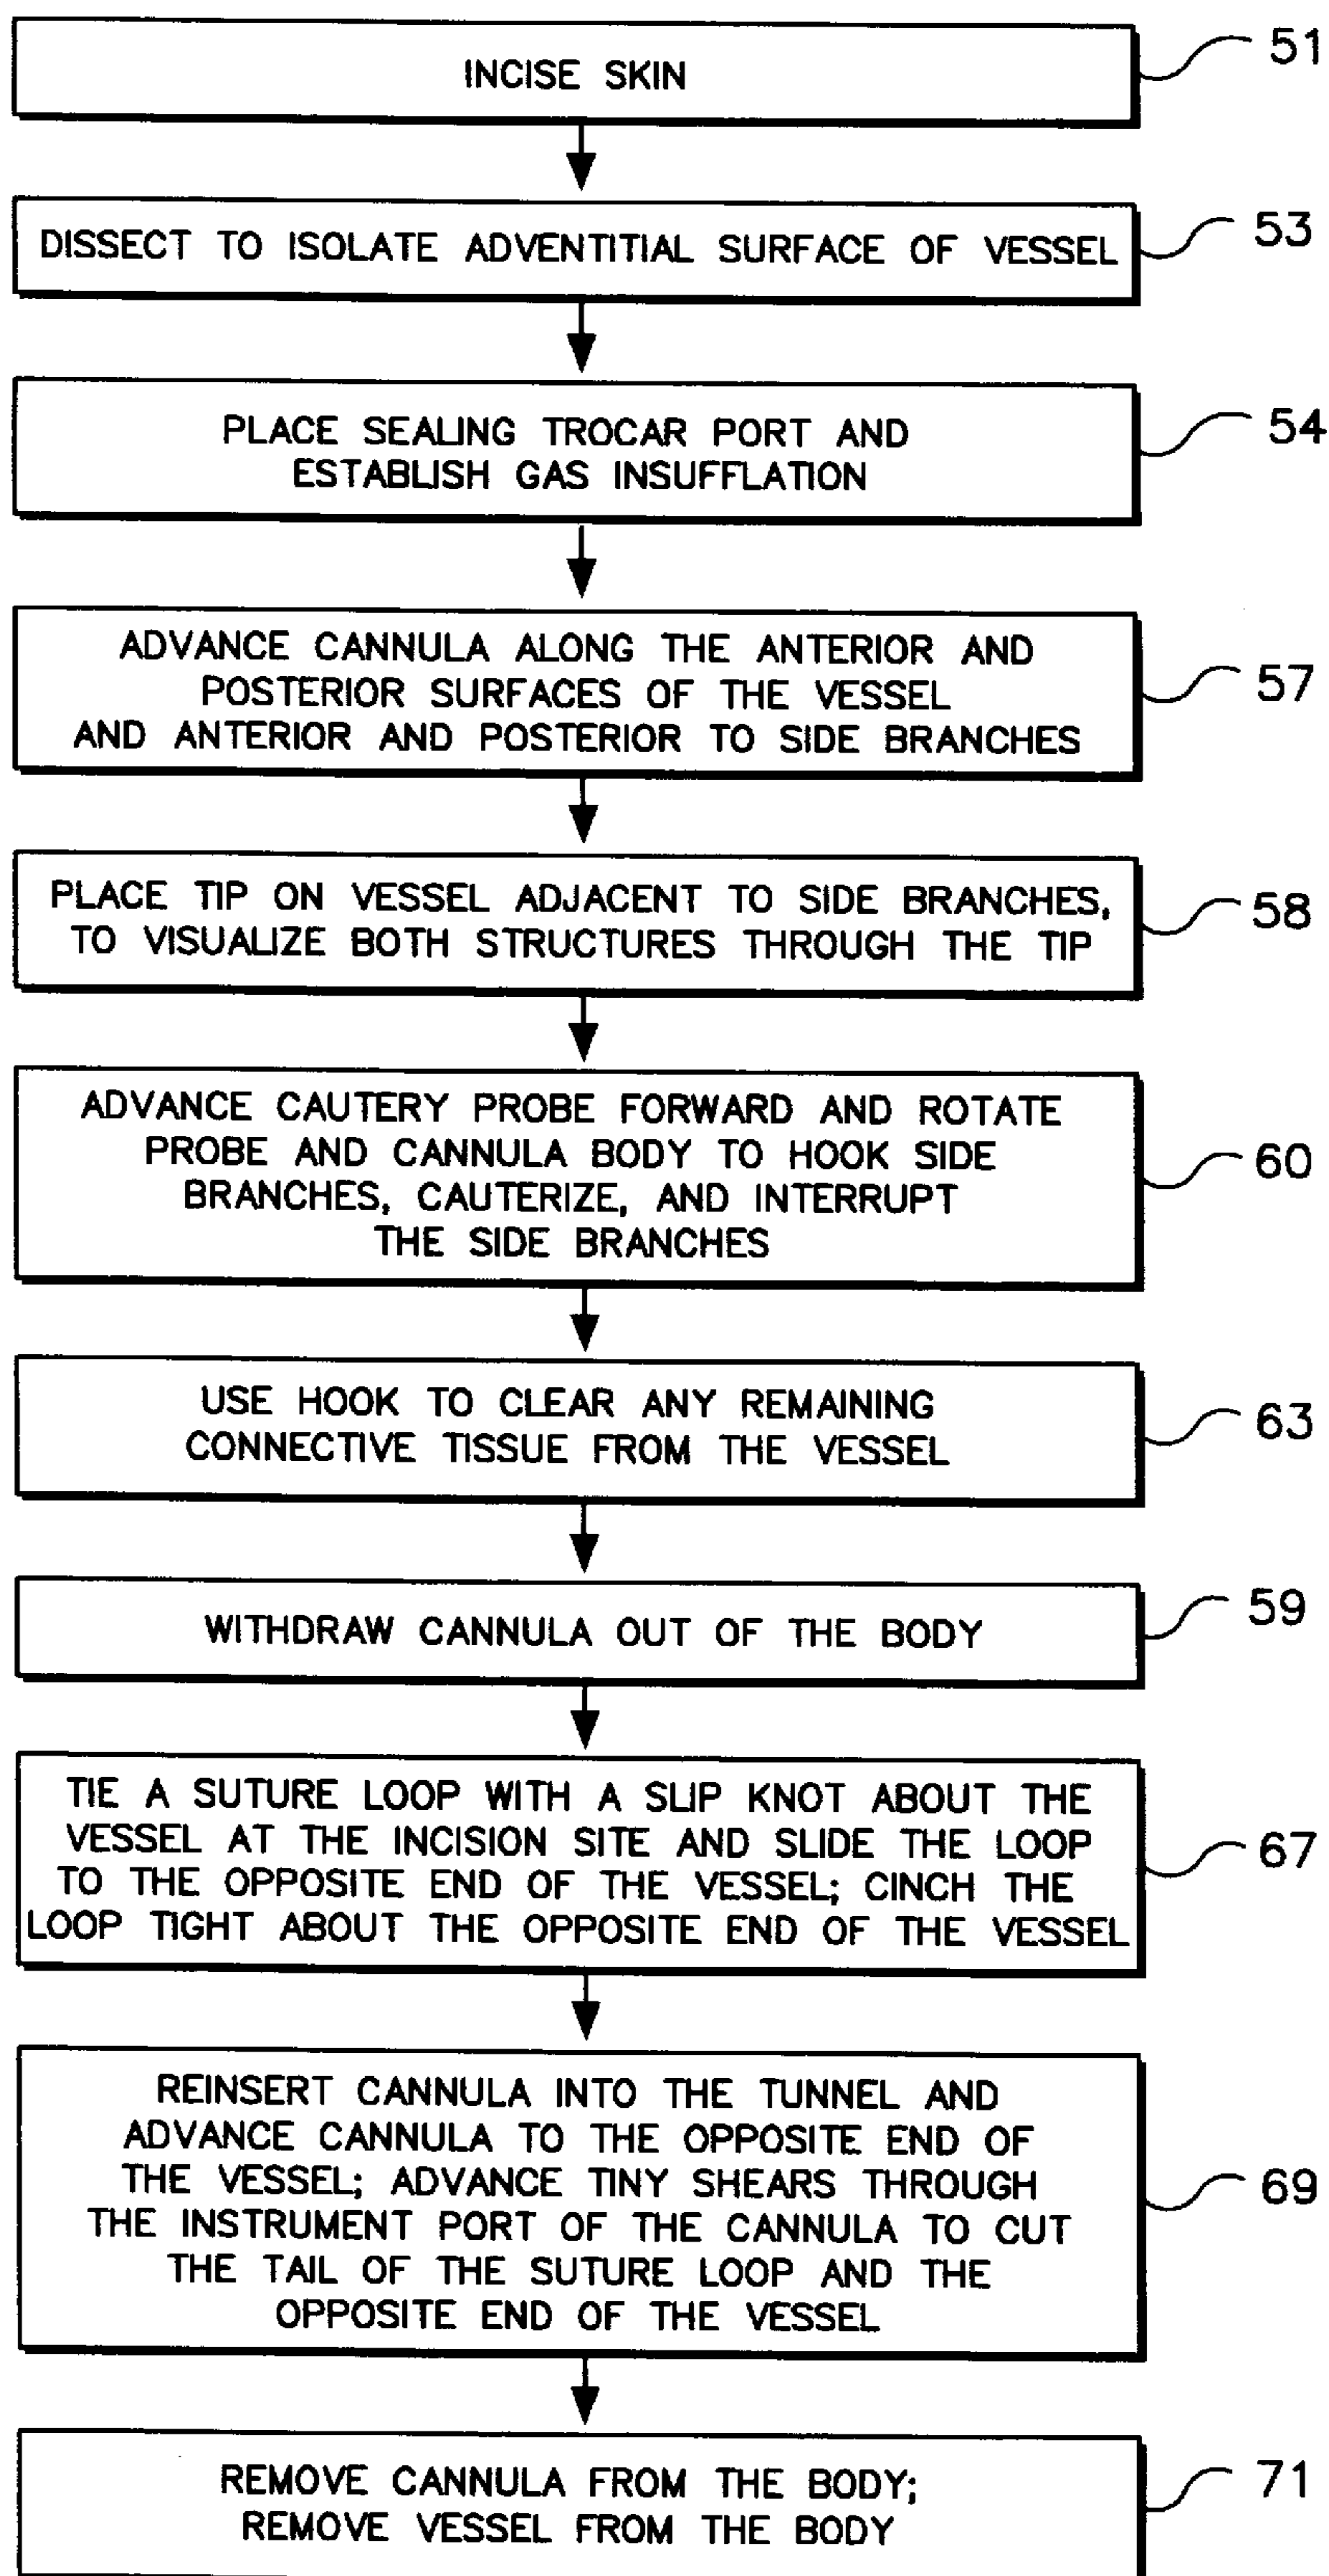 INCISE SKIN
51
DISSECT TO ISOLATE ADVENTITIAL SURFACE OF VESSEL
53
PLACE SEALING TROCAR PORT AND
ESTABLISH GAS INSUFFLATION
54
ADVANCE CANNULA ALONG THE ANTERIOR AND
POSTERIOR SURFACES OF THE VESSEL
AND ANTERIOR AND POSTERIOR TO SIDE BRANCHES
57
PLACE TIP ON VESSEL ADJACENT TO SIDE BRANCHES,
TO VISUALIZE BOTH STRUCTURES THROUGH THE TIP
58
ADVANCE CAUTERY PROBE FORWARD AND ROTATE
PROBE AND CANNULA BODY TO HOOK SIDE
BRANCHES, CAUTERIZE, AND INTERRUPT
THE SIDE BRANCHES
60
USE HOOK TO CLEAR ANY REMAINING
CONNECTIVE TISSUE FROM THE VESSEL
63
WITHDRAW CANNULA OUT OF THE BODY
59
TIE A SUTURE LOOP WITH A SLIP KNOT ABOUT THE
VESSEL AT THE INCISION SITE AND SLIDE THE LOOP
TO THE OPPOSITE END OF THE VESSEL; CINCH THE
LOOP TIGHT ABOUT THE OPPOSITE END OF THE VESSEL
67
REINSERT CANNULA INTO THE TUNNEL AND
ADVANCE CANNULA TO THE OPPOSITE END OF
THE VESSEL; ADVANCE TINY SHEARS THROUGH
THE INSTRUMENT PORT OF THE CANNULA TO CUT
THE TAIL OF THE SUTURE LOOP AND THE
OPPOSITE END OF THE VESSEL
69
REMOVE CANNULA FROM THE BODY;
REMOVE VESSEL FROM THE BODY
71